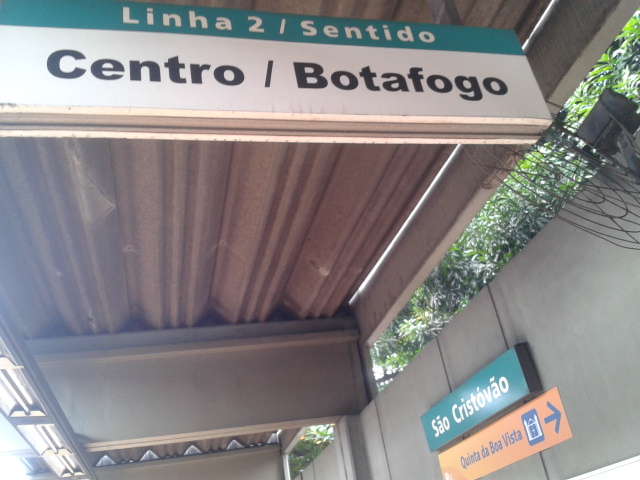 Linha 2 / Sentido
Centro / Botafogo
São Cristóvão
Quinta da Boa Vista